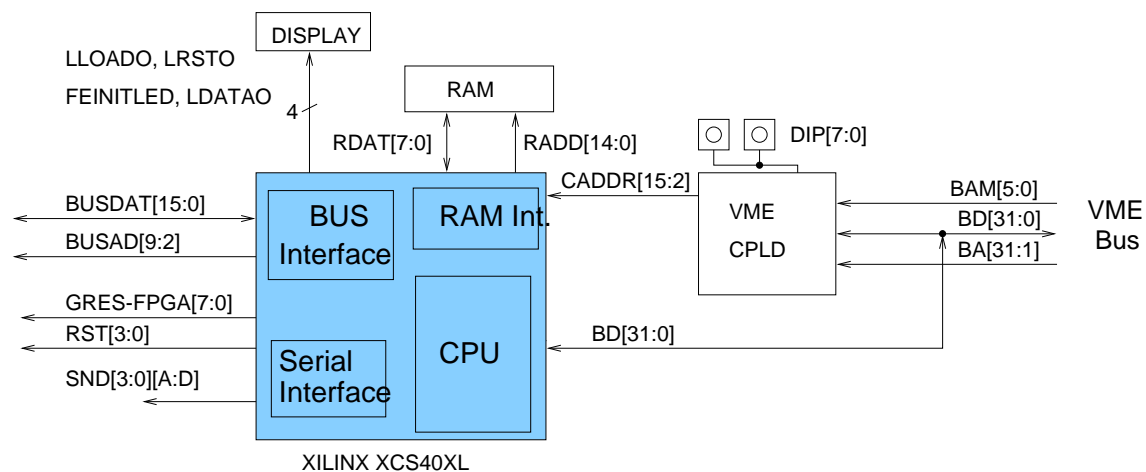 DISPLAY
LLOADO, LRSTO
FEINITLED, LDATAO
4
RAM
RDAT[7:0]
RADD[14:0]
DIP[7:0]
CADDR[15:2]
BUSDAT[15:0]
BUSAD[9:2]
BUS
Interface
RAM Int.
VME
CPLD
BAM[5:0]
BD[31:0]
BA[31:1]
VME
Bus
GRES-FPGA[7:0]
RST[3:0]
SND[3:0][A:D]
Serial
Interface
CPU
BD[31:0]
XILINX XCS40XL